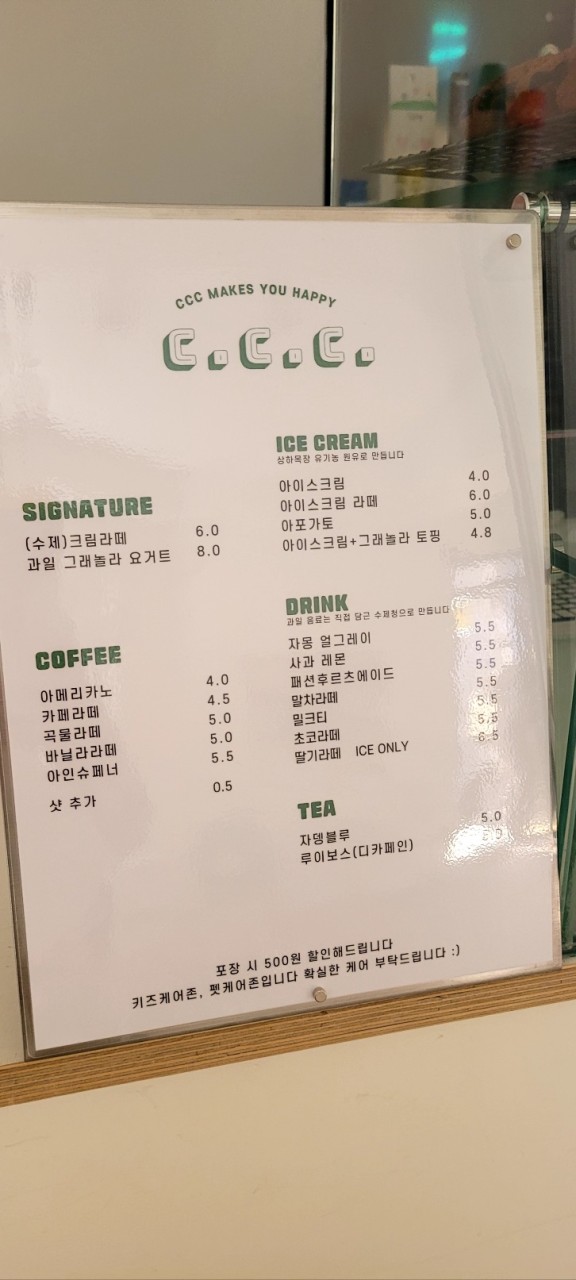 CCC MAKES YOU HAPPY
C.C.C.
SIGNATURE
(수제)크림라떼 6.0
과일 그래놀라 요거트 8.0
COFFEE
아메리카노 4.0
카페라떼 4.5
곡물라떼 5.0
바닐라라떼 5.0
아인슈페너 5.5
샷 추가 0.5
ICE CREAM
상하목장 유기농 원유로 만듭니다
아이스크림 4.0
아이스크림 라떼 6.0
아포가토 5.0
아이스크림+그래놀라 토핑 4.8
DRINK
과일 음료는 직접 담근 수제청으로 만듭니다
자몽 얼그레이 5.5
사과 레몬 5.5
패션후르츠에이드 5.5
말차라떼 5.5
밀크티 5.5
초코라떼 5.5
딸기라떼 ICE ONLY 6.5
TEA
자뎅블루 5.0
루이보스(디카페인)
포장 시 500원 할인해드립니다
키즈케어존, 펫케어존입니다 확실한 케어 부탁드립니다 :)